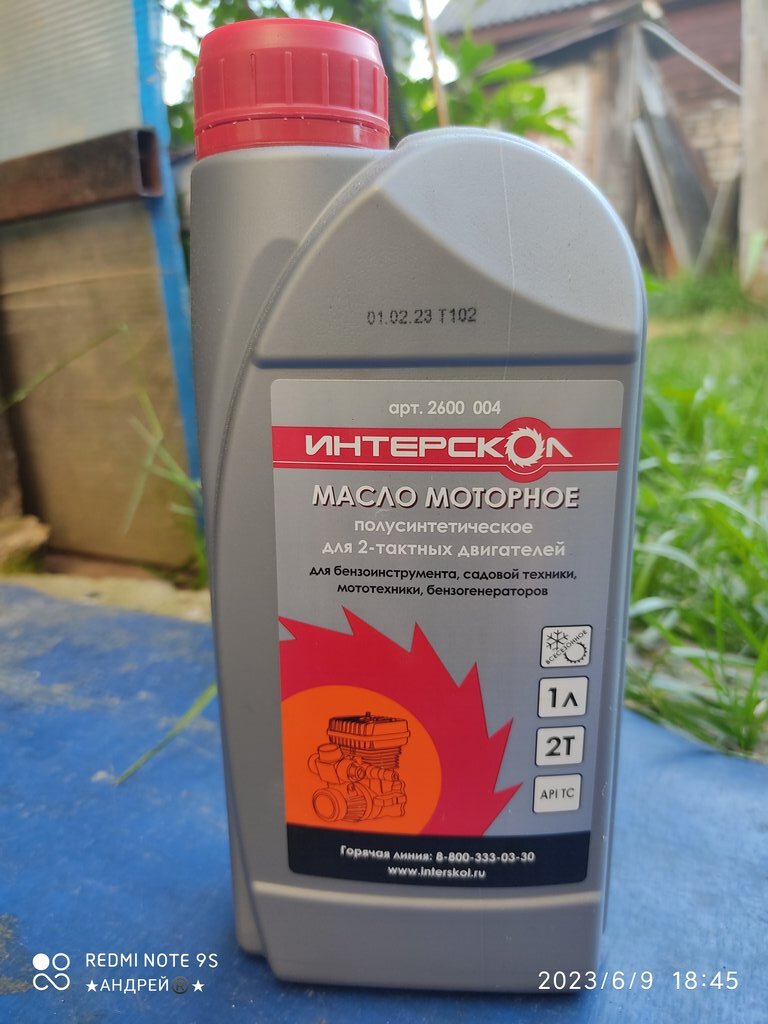 01.02.23 T102
арт. 2600 004
ИНТЕРСКОЛ
МАСЛО МОТОРНОЕ
полусинтетическое
для 2-тактных двигателей
для бензоинструмента, садовой техники,
мототехники, бензогенераторов
ВСЕСЕЗОННОЕ
1л
2Т
API TC
Горячая линия: 8-800-333-03-30
www.interskol.ru
REDMI NOTE 9S
★АНДРЕЙ®★
2023/6/9 18:45